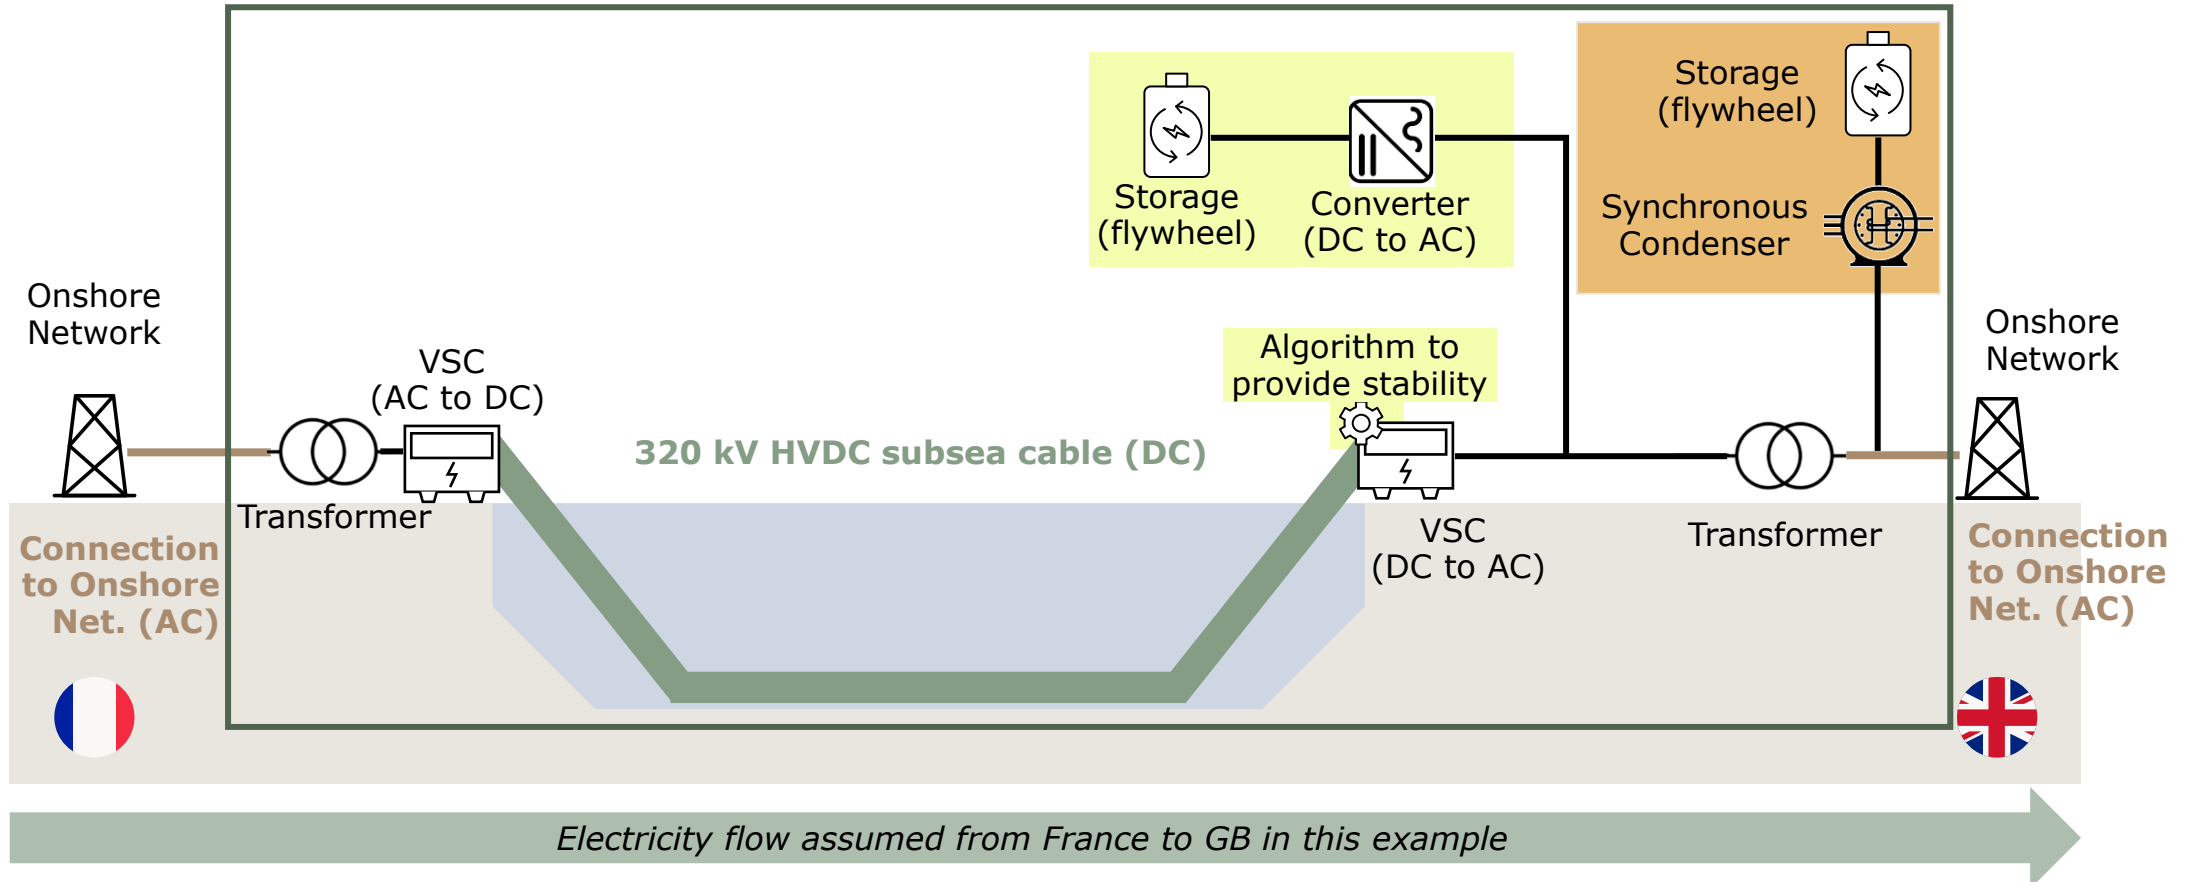 Storage
(flywheel)
Storage
(flywheel)
Converter
(DC to AC)
Synchronous
Condenser
Onshore
Network
VSC
(AC to DC)
Algorithm to
provide stability
Onshore
Network
320 kV HVDC subsea cable (DC)
Transformer
VSC
(DC to AC)
Transformer
Connection
to Onshore
Net. (AC)
Connection
to Onshore
Net. (AC)
Electricity flow assumed from France to GB in this example